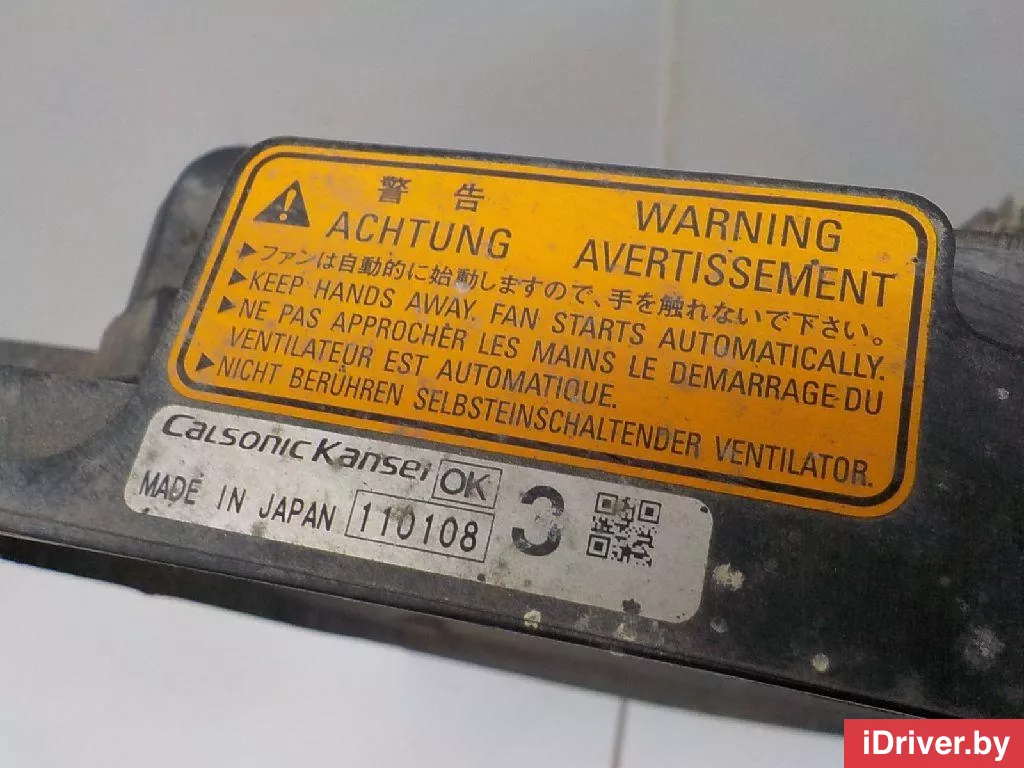 警告 WARNING
ACHTUNG AVERTISSEMENT
ファンは自動的に始動しますので、手を触れないで下さい。
KEEP HANDS AWAY. FAN STARTS AUTOMATICALLY.
NE PAS APPROCHER LES MAINS LE DEMARRAGE DU
VENTILATEUR EST AUTOMATIQUE.
NICHT BERÜHREN SELBSTEINSCHALTENDER VENTILATOR.
Calsonic Kansei OK
MADE IN JAPAN 110108
3
iDriver.by